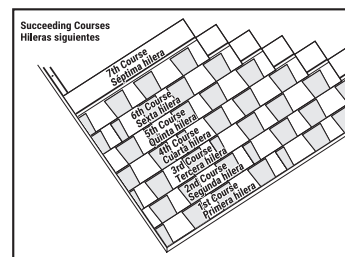 Succeeding Courses
Hileras siguientes
7th Course
Séptima hilera
6th Course
Sexta hilera
5th Course
Quinta hilera
4th Course
Cuarta hilera
3rd Course
Tercera hilera
2nd Course
Segunda hilera
1st Course
Primera hilera